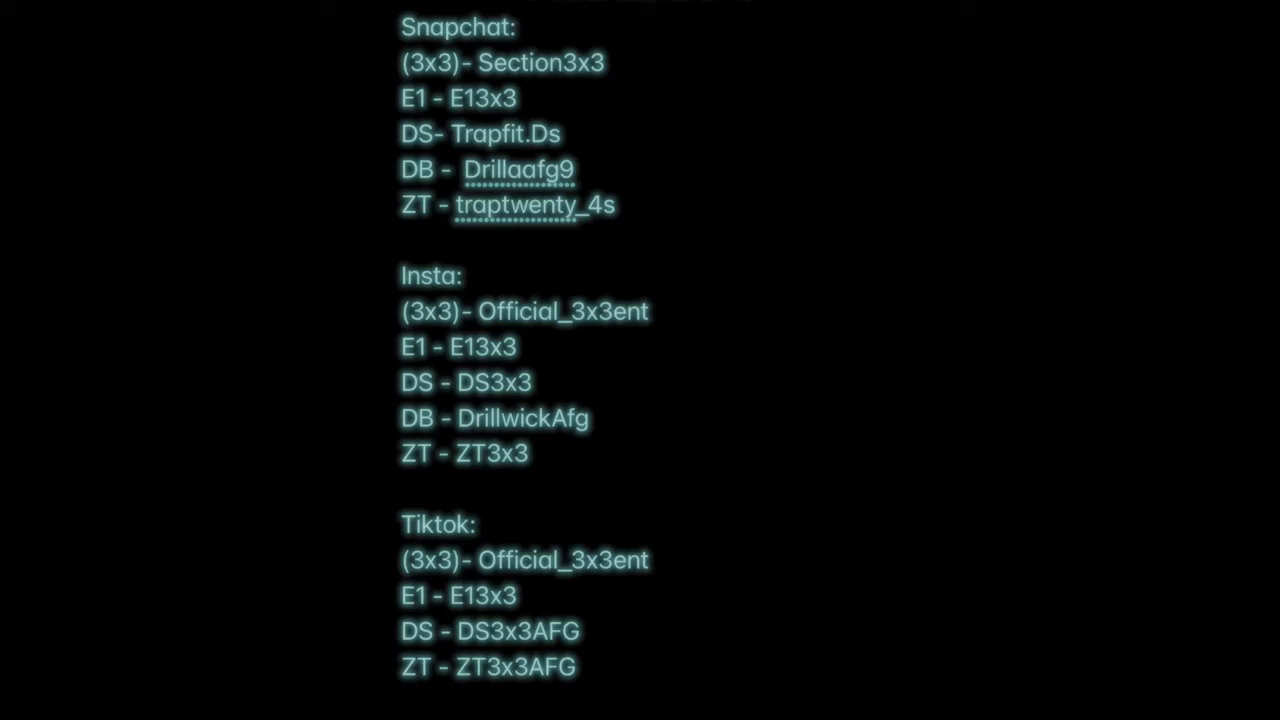 Snapchat:
(3x3)- Section3x3
E1 - E13x3
DS- Trapfit.Ds
DB -  Drillaafg9
ZT - traptwenty_4s
Insta:
(3x3)- Official_3x3ent
E1 - E13x3
DS - DS3x3
DB - DrillwickAfg
ZT - ZT3x3
Tiktok:
(3x3)- Official_3x3ent
E1 - E13x3
DS - DS3x3AFG
ZT - ZT3x3AFG